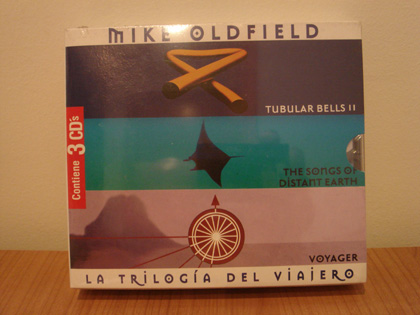 MIKE OLDFIELD
TUBULAR BELLS II
Contiene 3 CD's
THE SONGS OF
DISTANT EARTH
VOYAGER
LA TRILOGÍA DEL VIAJERO